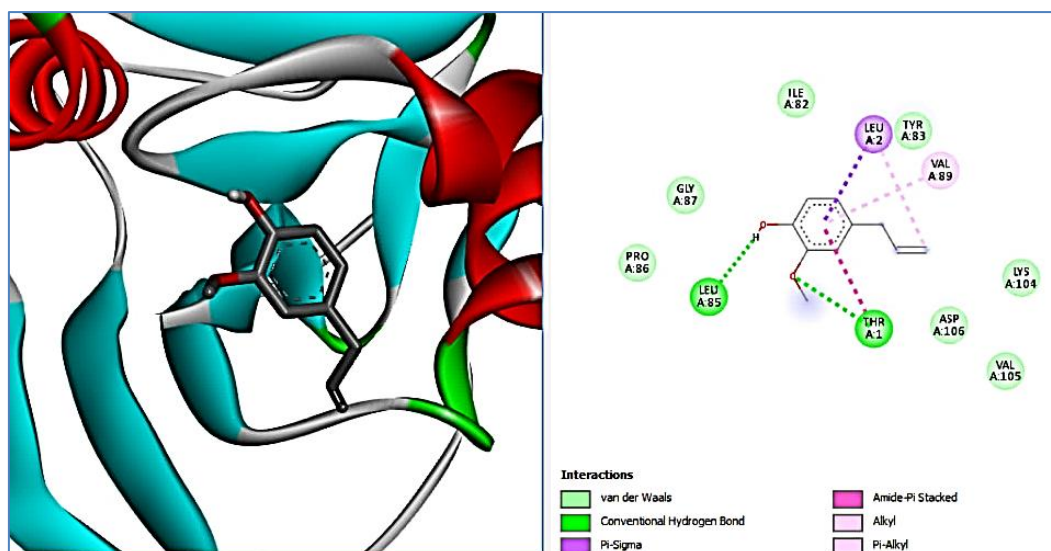 ILE
A:82
LEU
A:2
TYR
A:83
VAL
A:89
GLY
A:87
PRO
A:86
LEU
A:85
H
O
O
THR
A:1
LYS
A:104
ASP
A:106
VAL
A:105
Interactions
van der Waals
Conventional Hydrogen Bond
Pi-Sigma
Amide-Pi Stacked
Alkyl
Pi-Alkyl